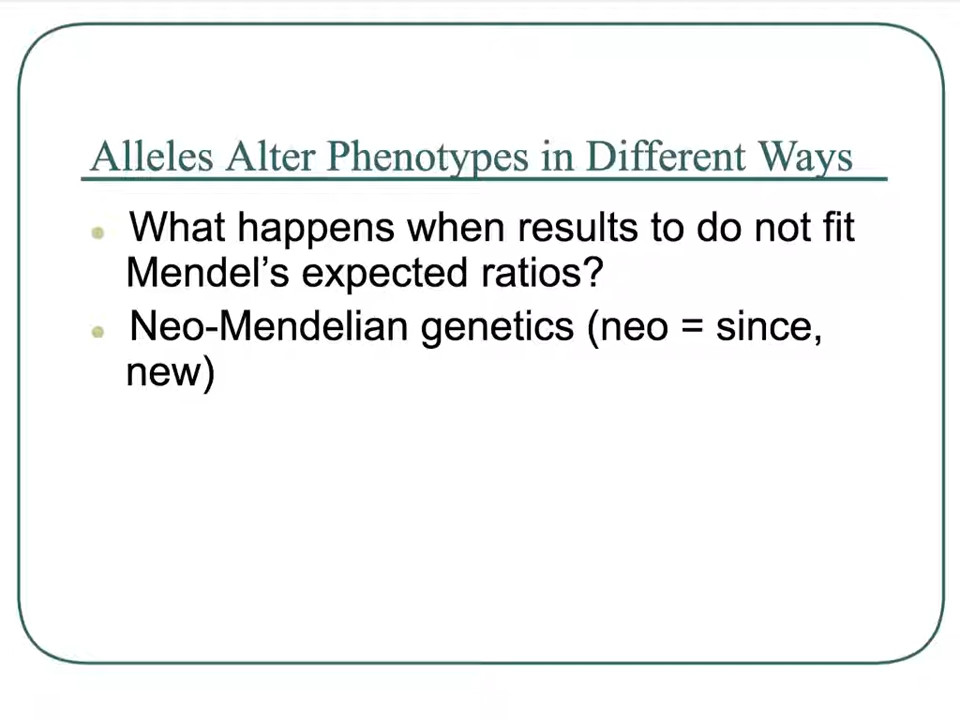 Alleles Alter Phenotypes in Different Ways
What happens when results to do not fit
Mendel's expected ratios?
Neo-Mendelian genetics (neo = since,
new)